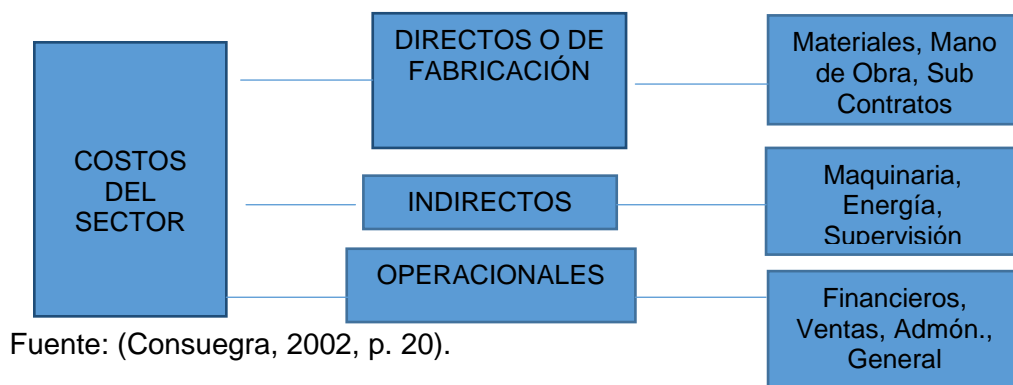 COSTOS
DEL
SECTOR
DIRECTOS O DE
FABRICACIÓN
Materiales, Mano
de Obra, Sub
Contratos
INDIRECTOS
Maquinaria,
Energía,
Supervisión
OPERACIONALES
Financieros,
Ventas, Admón.,
General
Fuente: (Consuegra, 2002, p. 20).